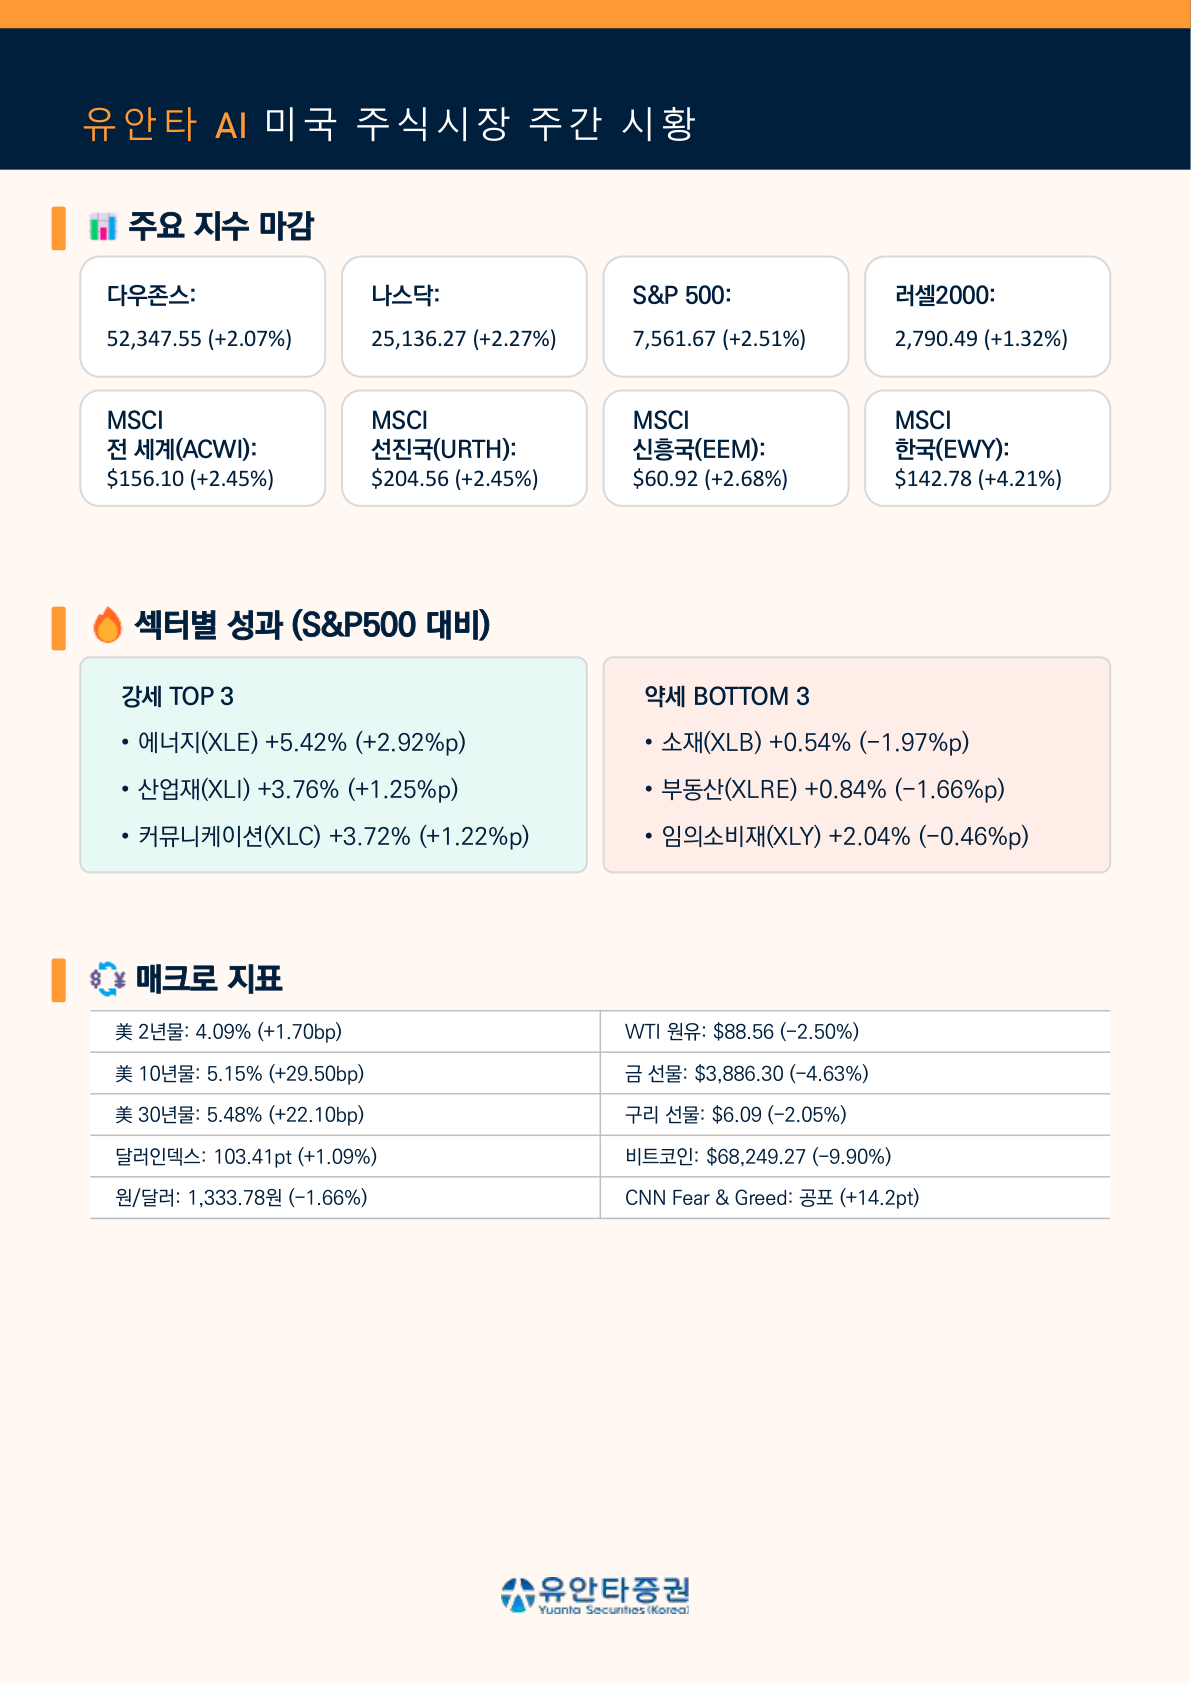 유안타 AI 미국 주식시장 주간 시황
주요 지수 마감
다우존스:
52,347.55 (+2.07%)
나스닥:
25,136.27 (+2.27%)
S&P 500:
7,561.67 (+2.51%)
러셀2000:
2,790.49 (+1.32%)
MSCI
전 세계(ACWI):
$156.10 (+2.45%)
MSCI
선진국(URTH):
$204.56 (+2.45%)
MSCI
신흥국(EEM):
$60.92 (+2.68%)
MSCI
한국(EWY):
$142.78 (+4.21%)
섹터별 성과 (S&P500 대비)
강세 TOP 3
• 에너지(XLE) +5.42% (+2.92%p)
• 산업재(XLI) +3.76% (+1.25%p)
• 커뮤니케이션(XLC) +3.72% (+1.22%p)
약세 BOTTOM 3
• 소재(XLB) +0.54% (-1.97%p)
• 부동산(XLRE) +0.84% (-1.66%p)
• 임의소비재(XLY) +2.04% (-0.46%p)
매크로 지표
美 2년물: 4.09% (+1.70bp)
WTI 원유: $88.56 (-2.50%)
美 10년물: 5.15% (+29.50bp)
금 선물: $3,886.30 (-4.63%)
美 30년물: 5.48% (+22.10bp)
구리 선물: $6.09 (-2.05%)
달러인덱스: 103.41pt (+1.09%)
비트코인: $68,249.27 (-9.90%)
원/달러: 1,333.78원 (-1.66%)
CNN Fear & Greed: 공포 (+14.2pt)
유안타증권
Yuanta Securities (Korea)